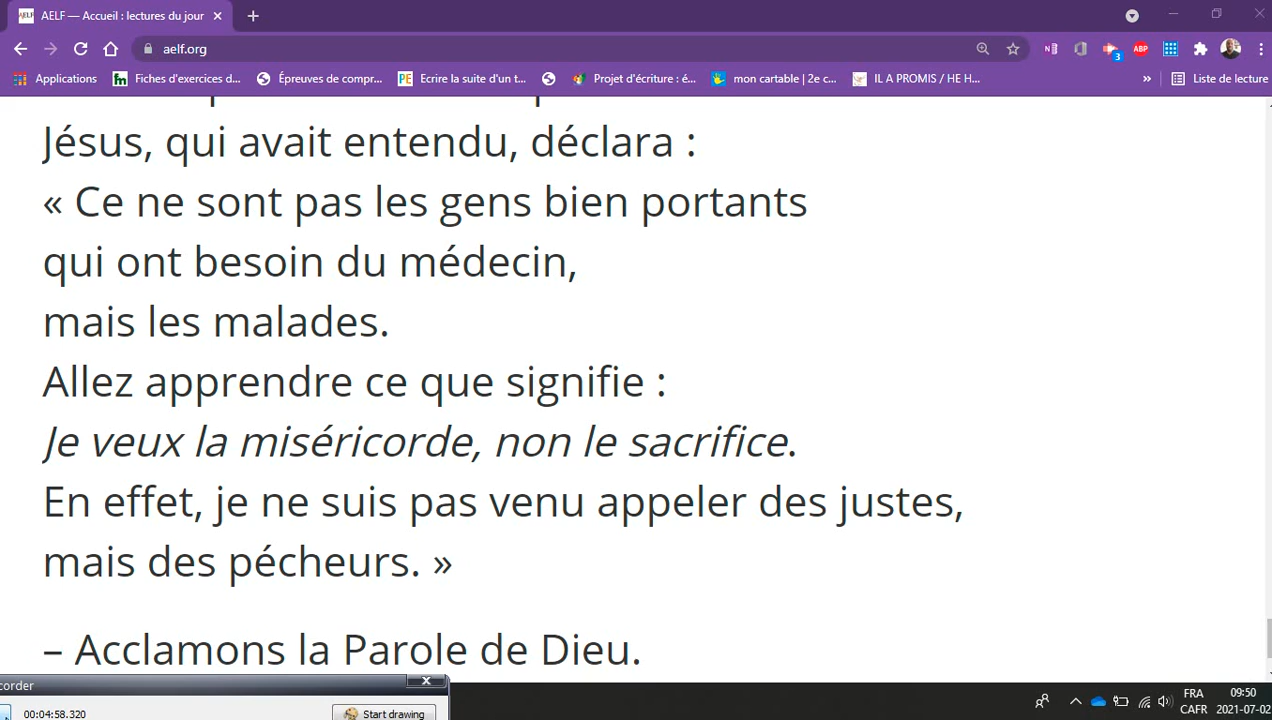 AELF — Accueil : lectures du jour
aelf.org
ABP
3
Applications
fm Fiches d'exercices d...
Épreuves de compr...
PE Ecrire la suite d'un t...
Projet d'écriture : é...
mon cartable | 2e c...
IL A PROMIS / HE H...
»
Liste de lecture
Jésus, qui avait entendu, déclara :
« Ce ne sont pas les gens bien portants
qui ont besoin du médecin,
mais les malades.
Allez apprendre ce que signifie :
Je veux la miséricorde, non le sacrifice.
En effet, je ne suis pas venu appeler des justes,
mais des pécheurs. »
– Acclamons la Parole de Dieu.
corder
00:04:58.320
Start drawing
FRA
CAFR
09:50
2021-07-02